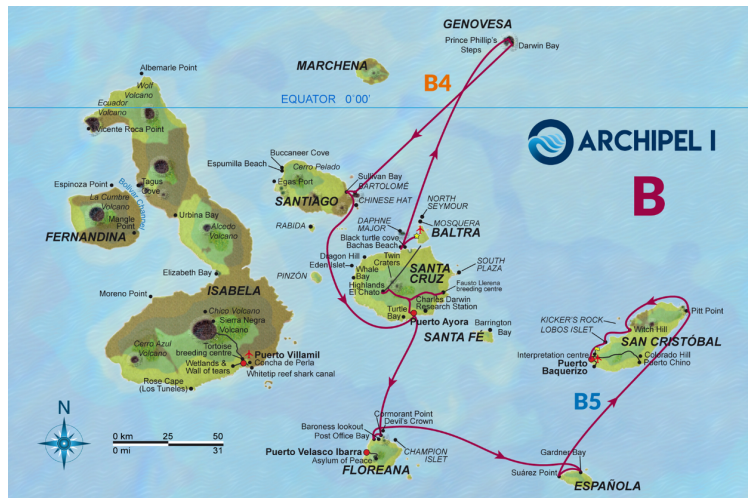 GENOVESA
Prince Phillip's
Steps
Darwin Bay
MARCHENA
Albemarle Point
Wolf
Volcano
Ecuador
Volcano
Vicente Roca Point
B4
EQUATOR 0°00'
ARCHIPEL I
B
Buccaneer Cove
Cerro Pelado
Espumilla Beach
Egas Port
Sullivan Bay
BARTOLOMÉ
CHINESE HAT
SANTIAGO
Espinoza Point
Bolivar Channel
Tagus
Cove
La Cumbre
Volcano
Mangle
Point
FERNANDINA
Urbina Bay
Alcedo
Volcano
RABIDA
NORTH
SEYMOUR
MOSQUERA
DAPHNE
MAJOR
BALTRA
Black turtle cove
Bachas Beach
Twin
Craters
Dragon Hill
Eden Islet
Whale
Bay
SANTA
CRUZ
SOUTH
PLAZA
Highlands
El Chato
Fausto Llerena
breeding centre
Charles Darwin
Research Station
Turtle
Bay
Puerto Ayora
PINZÓN
Elizabeth Bay
ISABELA
Moreno Point
Chico Volcano
Sierra Negra
Volcano
Cerro Azul
Volcano
Tortoise
breeding centre
Puerto Villamil
Concha de Perla
Wetlands &
Wall of tears
Whitetip reef shark canal
Rose Cape
(Los Tuneles)
Barrington
Bay
SANTA FÉ
KICKER'S ROCK
LOBOS ISLET
Pitt Point
Witch Hill
SAN CRISTÓBAL
Interpretation centre
Colorado Hill
Puerto Chino
Puerto
Baquerizo
B5
N
0 km 25 50
0 mi 31
Cormorant Point
Devil's Crown
Baroness lookout
Post Office Bay
Puerto Velasco Ibarra
Asylum of Peace
CHAMPION
ISLET
FLOREANA
Gardner Bay
Suárez Point
ESPAÑOLA